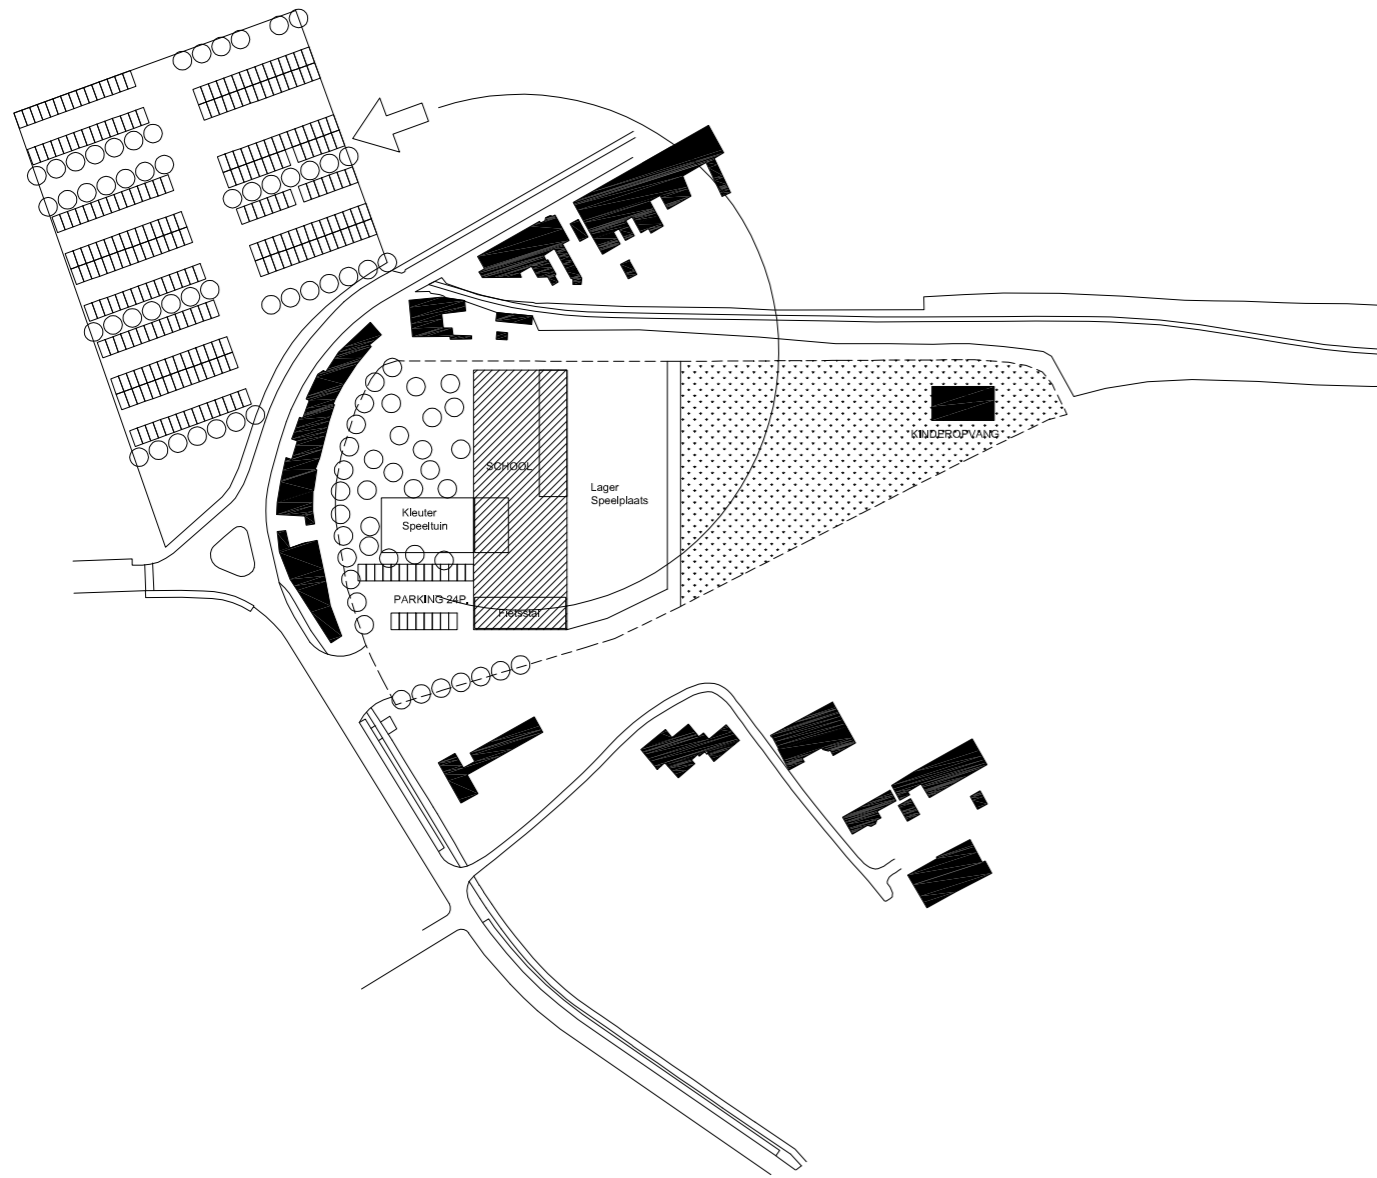 KINDEROPVANG
SCHOOL
Lager
Speelplaats
Kleuter
Speeltuin
PARKING 24P.
Fietsstal